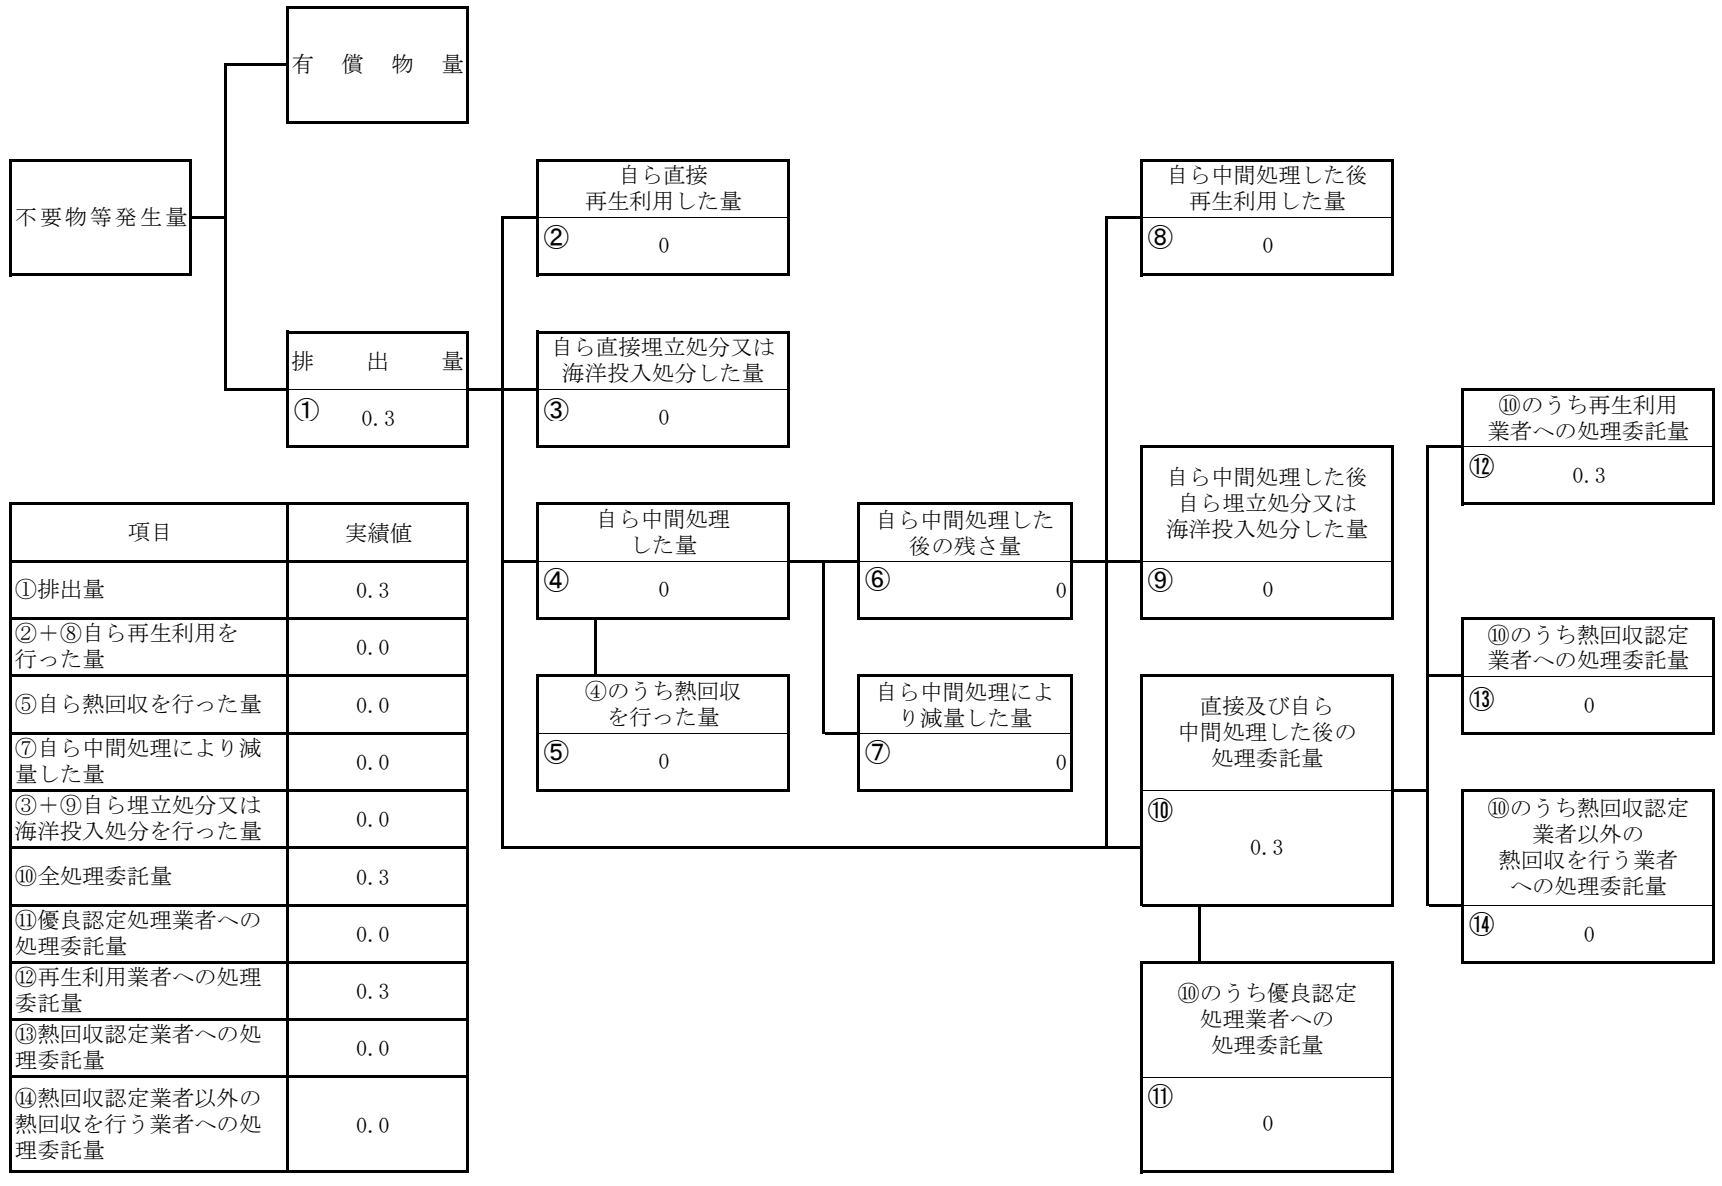 有償物量
不要物等発生量
排出量
①
0.3
自ら直接
再生利用した量
②
0
自ら直接埋立処分又は
海洋投入処分した量
③
0
自ら中間処理
した量
④
0
④のうち熱回収
を行った量
⑤
0
自ら中間処理した
後の残さ量
⑥
0
自ら中間処理によ
り減量した量
⑦
0
自ら中間処理した後
再生利用した量
⑧
0
自ら中間処理した後
自ら埋立処分又は
海洋投入処分した量
⑨
0
直接及び自ら
中間処理した後の
処理委託量
⑩
0.3
⑩のうち優良認定
処理業者への
処理委託量
⑪
0
⑩のうち再生利用
業者への処理委託量
⑫
0.3
⑩のうち熱回収認定
業者への処理委託量
⑬
0
⑩のうち熱回収認定
業者以外の
熱回収を行う業者
への処理委託量
⑭
0
項目 実績値
①排出量 0.3
②＋⑧自ら再生利用を
行った量 0.0
⑤自ら熱回収を行った量 0.0
⑦自ら中間処理により減
量した量 0.0
③＋⑨自ら埋立処分又は
海洋投入処分を行った量 0.0
⑩全処理委託量 0.3
⑪優良認定処理業者への
処理委託量 0.0
⑫再生利用業者への処理
委託量 0.3
⑬熱回収認定業者への処
理委託量 0.0
⑭熱回収認定業者以外の
熱回収を行う業者への処
理委託量 0.0